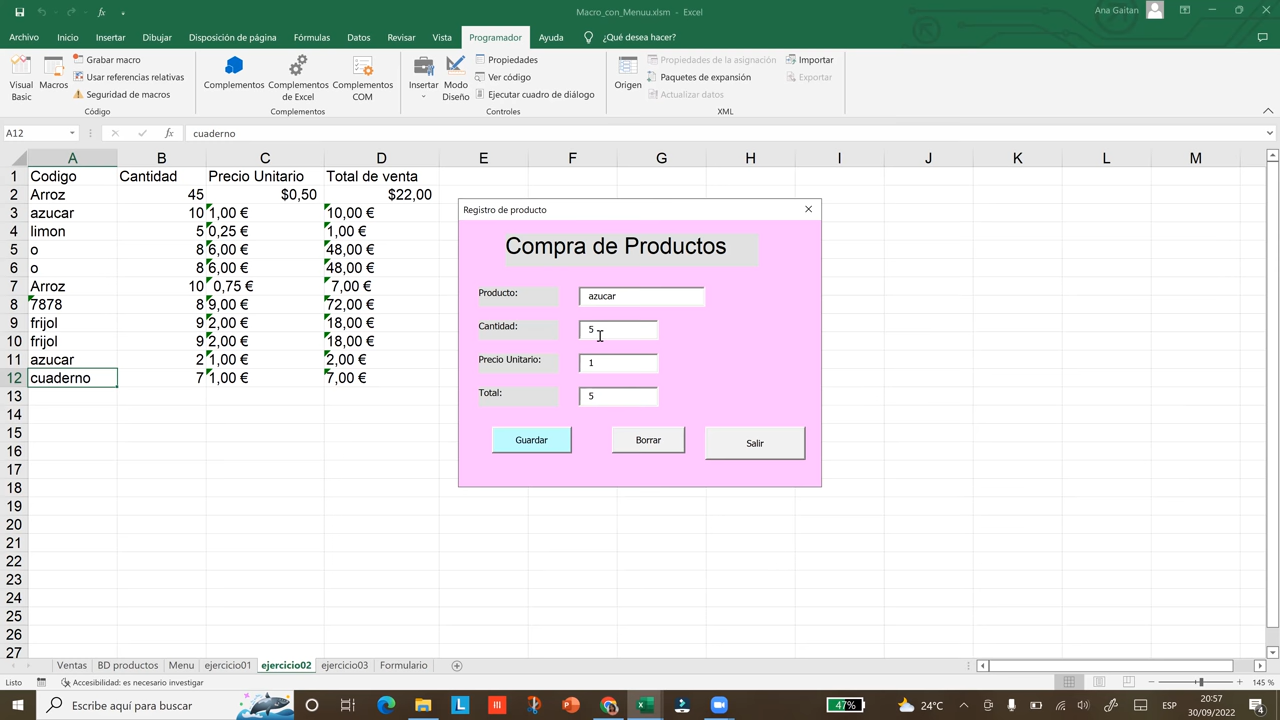 Macro_con_Menuu.xlsm - Excel
Ana Gaitan
Archivo Inicio Insertar Dibujar Disposición de página Fórmulas Datos Revisar Vista Programador Ayuda ¿Qué desea hacer?
Visual Basic
Macros
Grabar macro
Usar referencias relativas
Seguridad de macros
Código
Complementos
Complementos de Excel
Complementos COM
Complementos
Insertar
Modo Diseño
Propiedades
Ver código
Ejecutar cuadro de diálogo
Controles
Origen
Propiedades de la asignación
Paquetes de expansión
Actualizar datos
Importar
Exportar
XML
A12 fx cuaderno
A B C D E F G H I J K L M
1 Codigo Cantidad Precio Unitario Total de venta
2 Arroz 45 $0,50 $22,00
3 azucar 10 1,00 € 10,00 €
4 limon 5 0,25 € 1,00 €
5 o 8 6,00 € 48,00 €
6 o 8 6,00 € 48,00 €
7 Arroz 10 0,75 € 7,00 €
8 7878 8 9,00 € 72,00 €
9 frijol 9 2,00 € 18,00 €
10 frijol 9 2,00 € 18,00 €
11 azucar 2 1,00 € 2,00 €
12 cuaderno 7 1,00 € 7,00 €
13
14
15
16
17
18
19
20
21
22
23
24
25
26
27
Registro de producto
Compra de Productos
Producto: azucar
Cantidad: 5
Precio Unitario: 1
Total: 5
Guardar Borrar Salir
Ventas BD productos Menu ejercicio01 ejercicio02 ejercicio03 Formulario
Listo Accesibilidad: es necesario investigar 145 %
Escribe aquí para buscar 47% 24°C ESP 20:57
30/09/2022
4